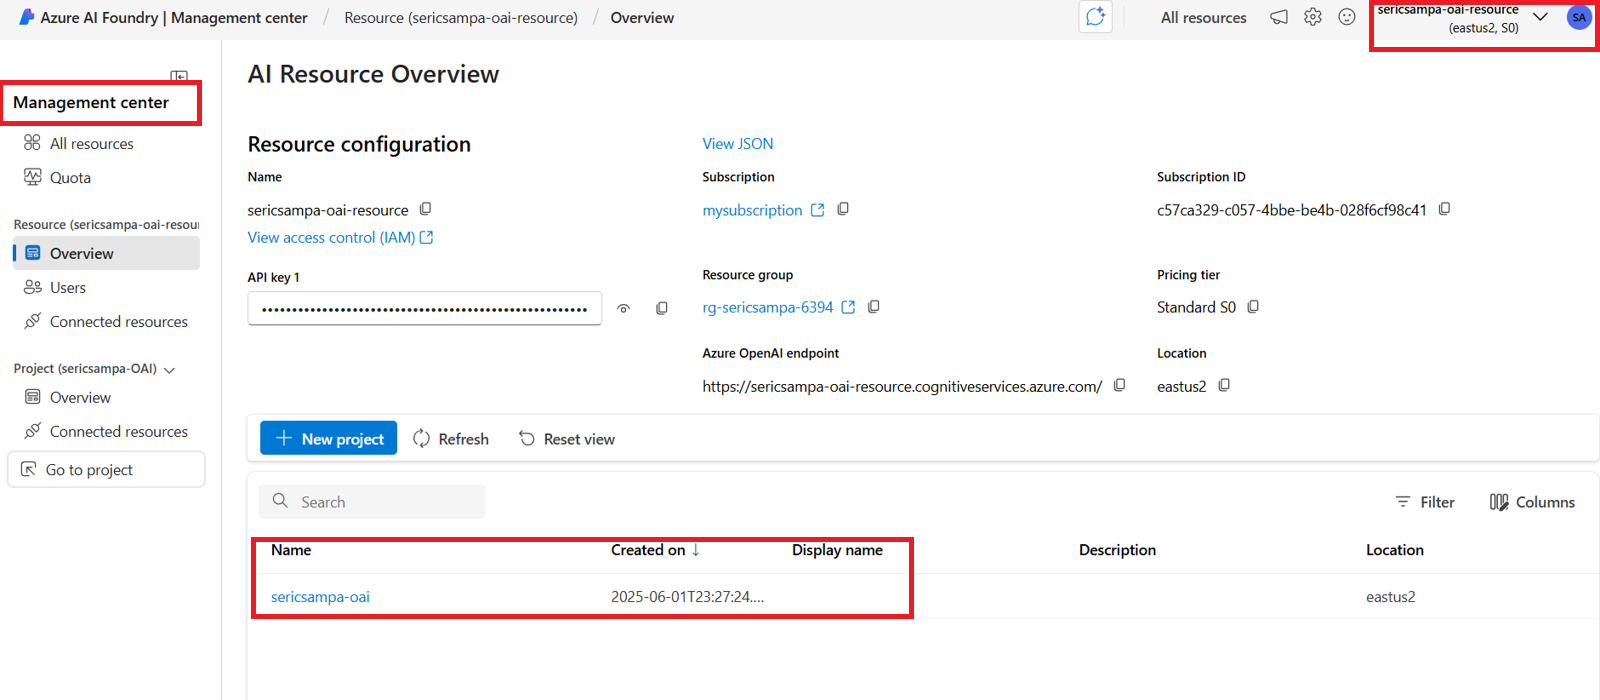 Azure AI Foundry | Management center / Resource (sericsampa-oai-resource) / Overview
All resources
sericsampa-oai-resource
(eastus2, S0)
SA
Management center
All resources
Quota
Resource (sericsampa-oai-resour
Overview
Users
Connected resources
Project (sericsampa-OAI)
Overview
Connected resources
Go to project
AI Resource Overview
Resource configuration
View JSON
Name
Subscription
Subscription ID
sericsampa-oai-resource
mysubscription
c57ca329-c057-4bbe-be4b-028f6cf98c41
View access control (IAM)
API key 1
Resource group
Pricing tier
rg-sericsampa-6394
Standard S0
Azure OpenAI endpoint
Location
https://sericsampa-oai-resource.cognitiveservices.azure.com/
eastus2
New project
Refresh
Reset view
Search
Filter
Columns
Name
Created on ↓
Display name
Description
Location
sericsampa-oai
2025-06-01T23:27:24....
eastus2